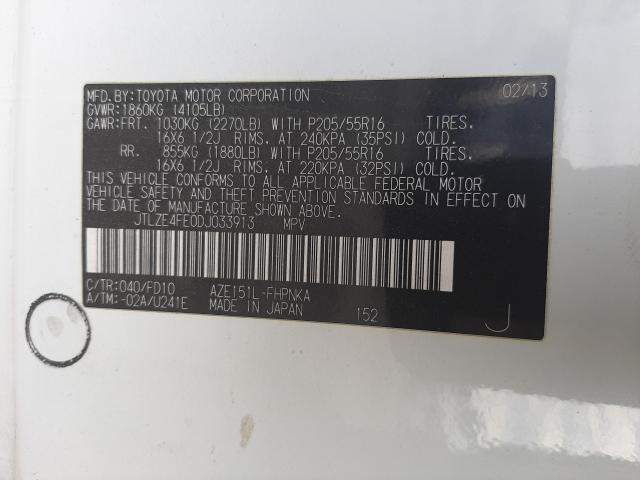 MFD. BY: TOYOTA MOTOR CORPORATION 02/13
GVWR: 1860KG (4105LB)
GAWR: FRT. 1030KG (2270LB) WITH P205/55R16 TIRES.
16X6 1/2J RIMS. AT 240KPA (35PSI) COLD.
RR. 855KG (1880LB) WITH P205/55R16 TIRES.
16X6 1/2J RIMS. AT 220KPA (32PSI) COLD.
THIS VEHICLE CONFORMS TO ALL APPLICABLE FEDERAL MOTOR
VEHICLE SAFETY AND THEFT PREVENTION STANDARDS IN EFFECT ON
THE DATE OF MANUFACTURE SHOWN ABOVE.
JTLZE4FE0DJ033913 MPV
C/TR: 040/FD10 AZE151L-FHPNKA
A/TM: -02A/U241E MADE IN JAPAN 152 J